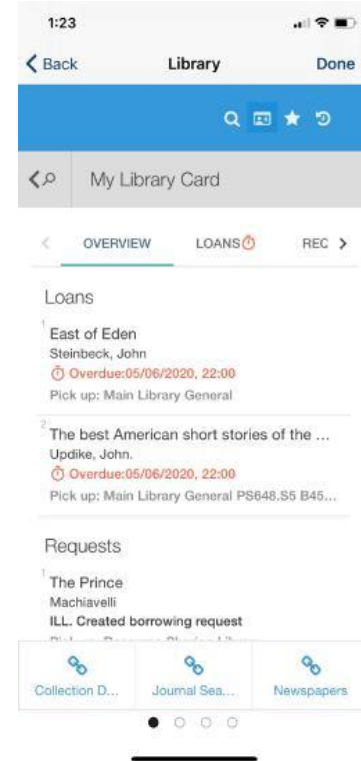 1:23
Back Library Done
My Library Card
OVERVIEW LOANS REC
Loans
1
East of Eden
Steinbeck, John
Overdue:05/06/2020, 22:00
Pick up: Main Library General
2
The best American short stories of the ...
Updike, John.
Overdue:05/06/2020, 22:00
Pick up: Main Library General PS648.S5 B45...
Requests
1
The Prince
Machiavelli
ILL. Created borrowing request
Collection D... Journal Sea... Newspapers